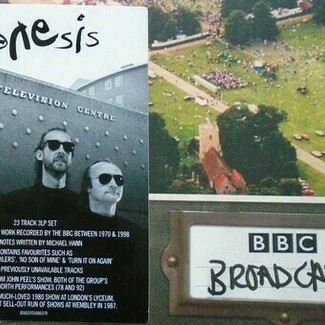 enesis
TELEVISION CENTRE
23 TRACK 3LP SET
WORK RECORDED BY THE BBC BETWEEN 1970 & 1998
NOTES WRITTEN BY MICHAEL HANN
ONTAINS FAVOURITES SUCH AS
LERS', 'NO SON OF MINE' & 'TURN IT ON AGAIN'
PREVIOUSLY UNAVAILABLE TRACKS
OM JOHN PEEL'S SHOW, BOTH OF THE GROUP'S
WORTH PERFORMANCES (78 AND 92)
MUCH-LOVED 1980 SHOW AT LONDON'S LYCEUM,
T SELL-OUT RUN OF SHOWS AT WEMBLEY IN 1987.
BBC
BROADCA